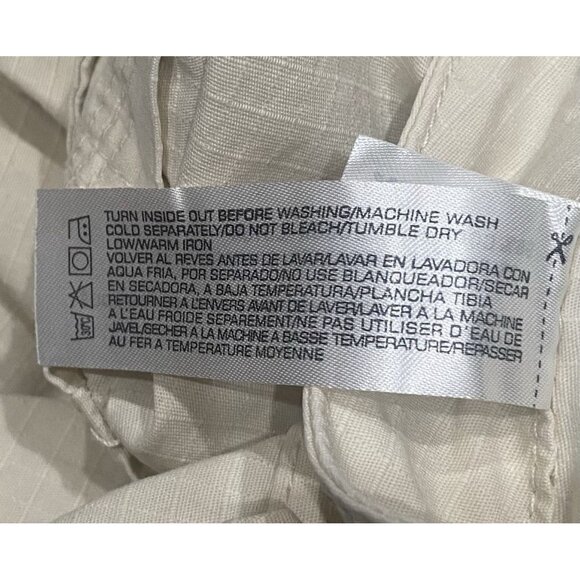 TURN INSIDE OUT BEFORE WASHING/MACHINE WASH
COLD SEPARATELY/DO NOT BLEACH/TUMBLE DRY
LOW/WARM IRON
VOLVER AL REVES ANTES DE LAVAR/LAVAR EN LAVADORA CON
AQUA FRIA, POR SEPARADO/NO USE BLANQUEADOR/SECAR
EN SECADORA, A BAJA TEMPERATURA/PLANCHA TIBIA
RETOURNER A L'ENVERS AVANT DE LAVER/LAVER A LA MACHINE
A L'EAU FROIDE SEPAREMENT/NE PAS UTILISER D'EAU DE
JAVEL/SECHER A LA MACHINE A BASSE TEMPERATURE/REPASSER
AU FER A TEMPERATURE MOYENNE